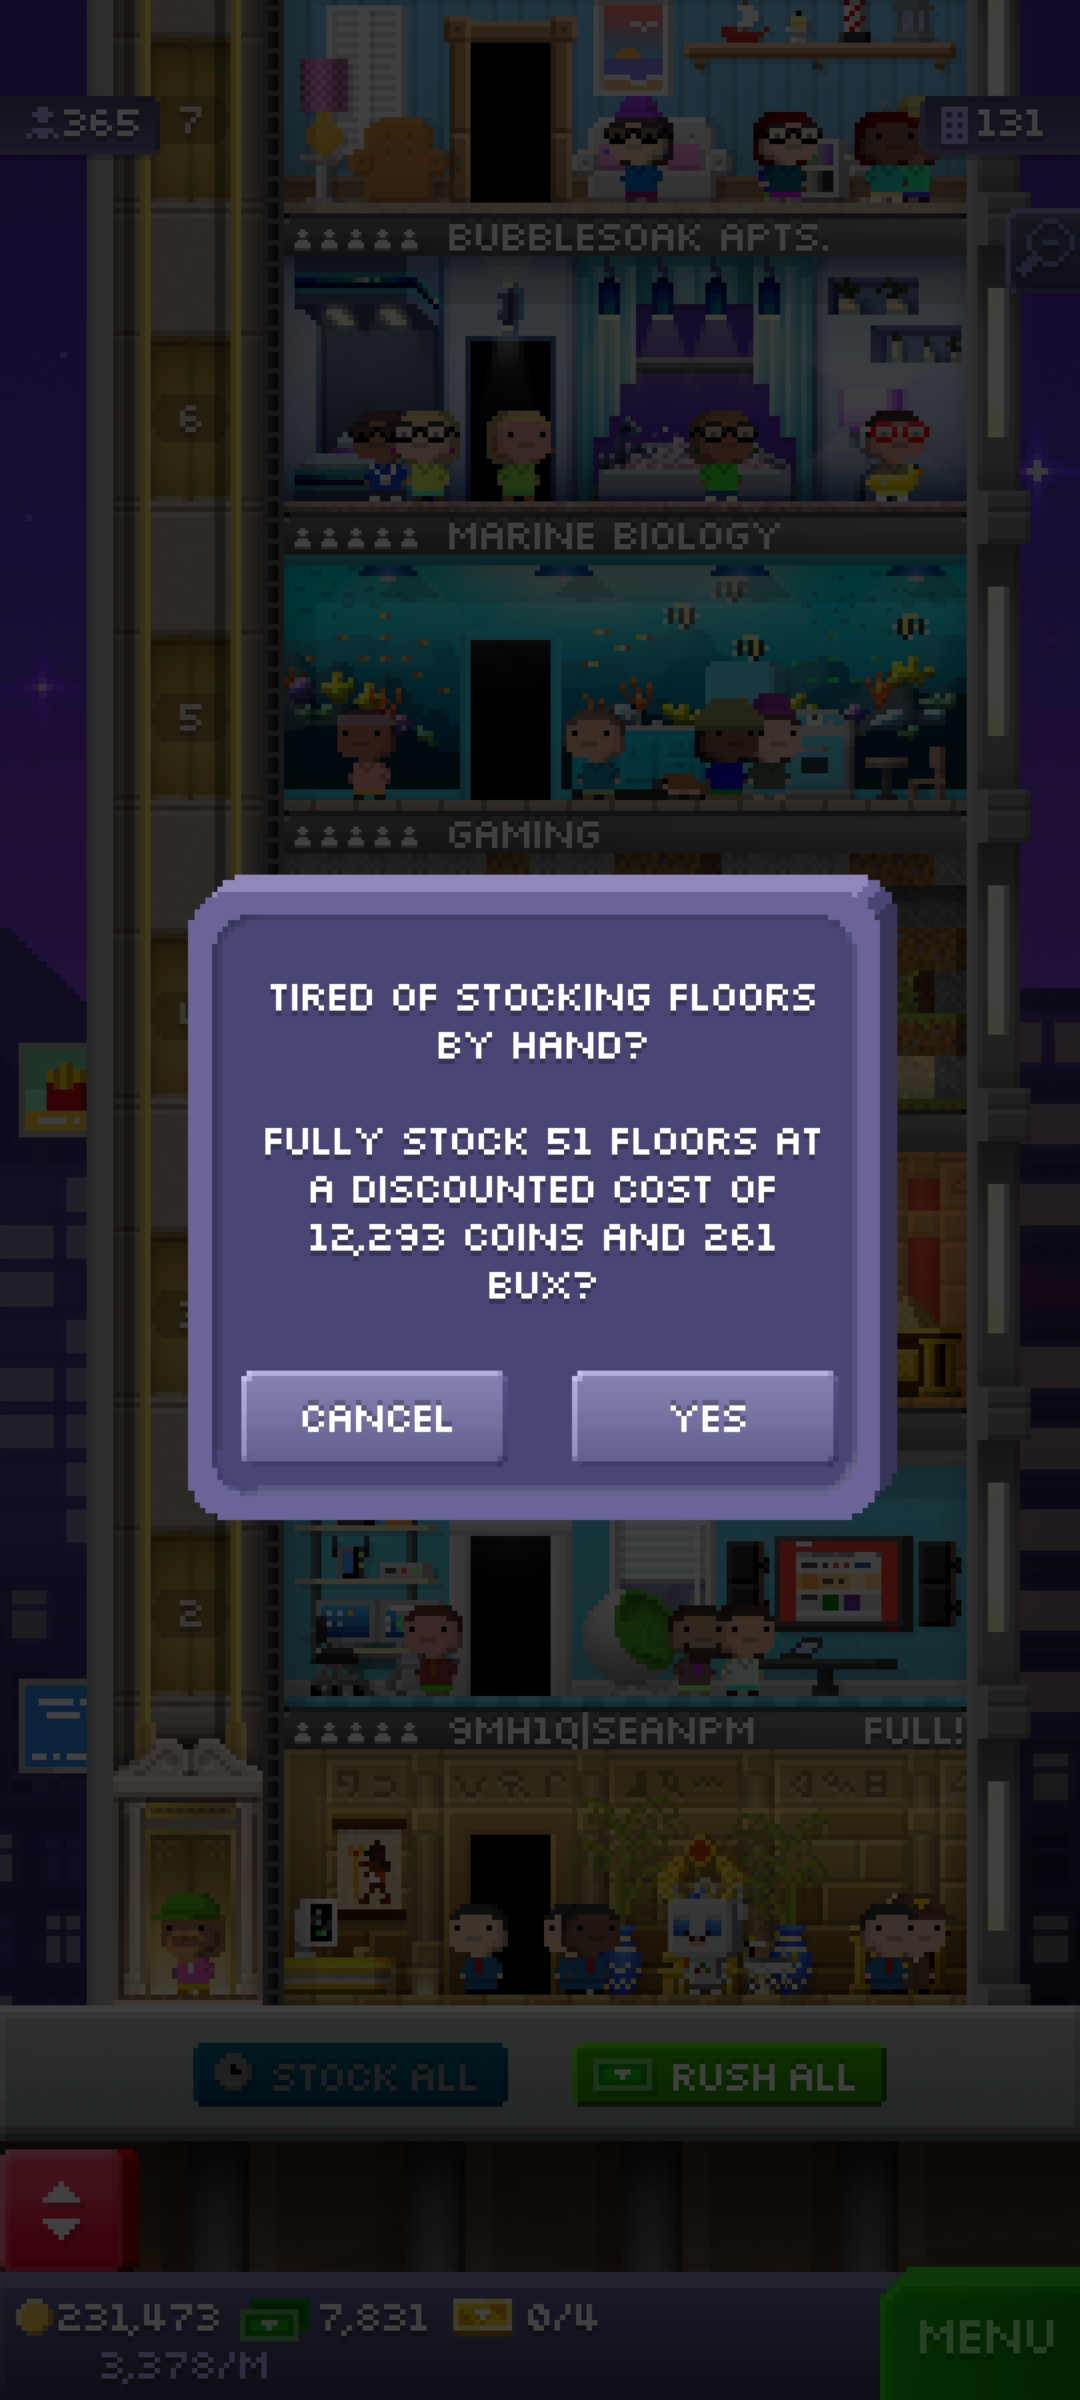 365
7
131
BUBBLESOAK APTS.
6
MARINE BIOLOGY
5
GAMING
TIRED OF STOCKING FLOORS
BY HAND?
FULLY STOCK 51 FLOORS AT
A DISCOUNTED COST OF
12,293 COINS AND 261
BUX?
CANCEL
YES
2
9MH1Q|SEANPM
FULL!
STOCK ALL
RUSH ALL
231,473
7,831
0/4
3,378/M
MENU